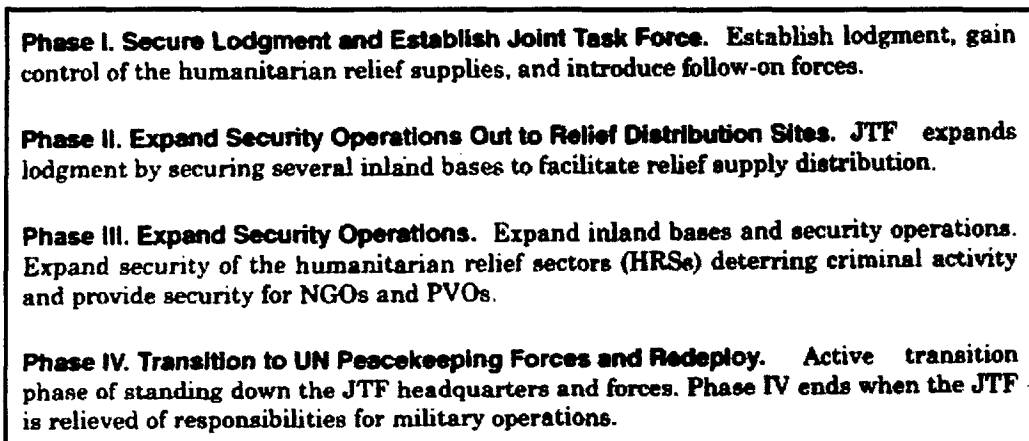 Phase I. Secure Lodgment and Establish Joint Task Force. Establish lodgment, gain
control of the humanitarian relief supplies, and introduce follow-on forces.
Phase II. Expand Security Operations Out to Relief Distribution Sites. JTF expands
lodgment by securing several inland bases to facilitate relief supply distribution.
Phase III. Expand Security Operations. Expand inland bases and security operations.
Expand security of the humanitarian relief sectors (HRSs) deterring criminal activity
and provide security for NGOs and PVOs.
Phase IV. Transition to UN Peacekeeping Forces and Redeploy. Active transition
phase of standing down the JTF headquarters and forces. Phase IV ends when the JTF
is relieved of responsibilities for military operations.